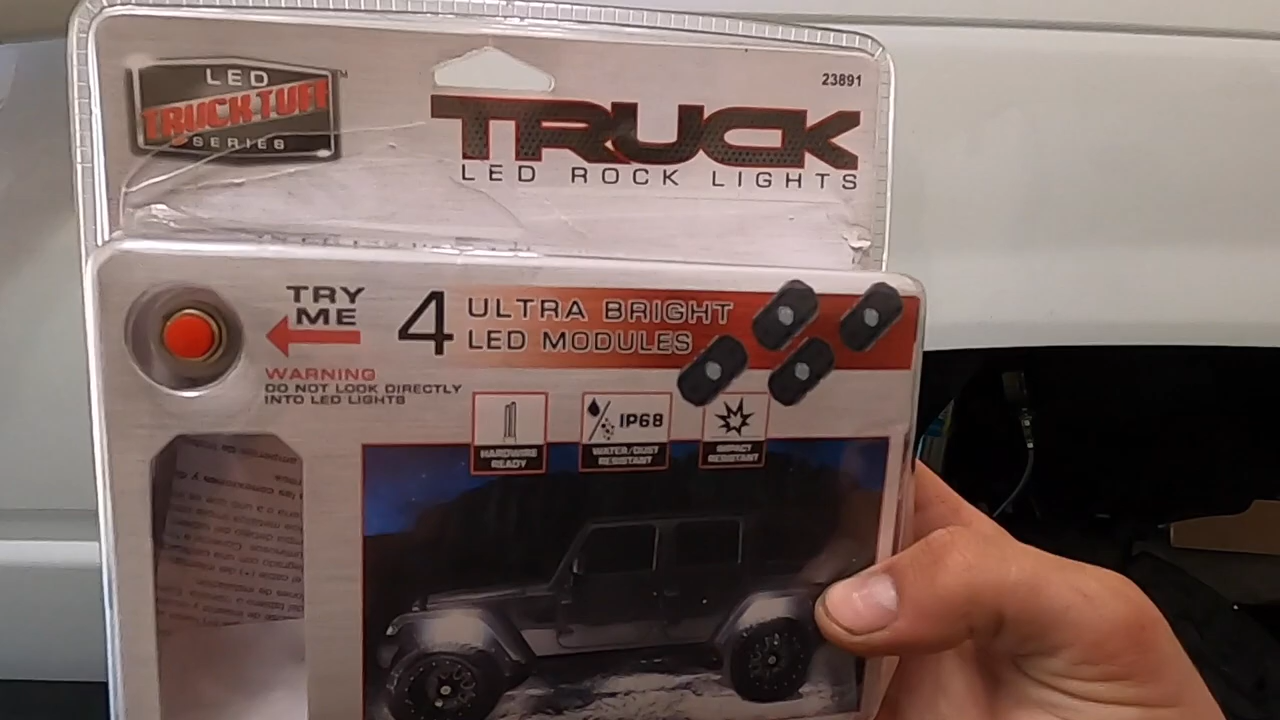 LED
TRUCK TUFF
SERIES
TM
23891
TRUCK
LED ROCK LIGHTS
TRY
ME
4
ULTRA BRIGHT
LED MODULES
WARNING
DO NOT LOOK DIRECTLY
INTO LED LIGHTS
HARDWIRE
READY
IP68
WATER/DUST
RESISTANT
IMPACT
RESISTANT